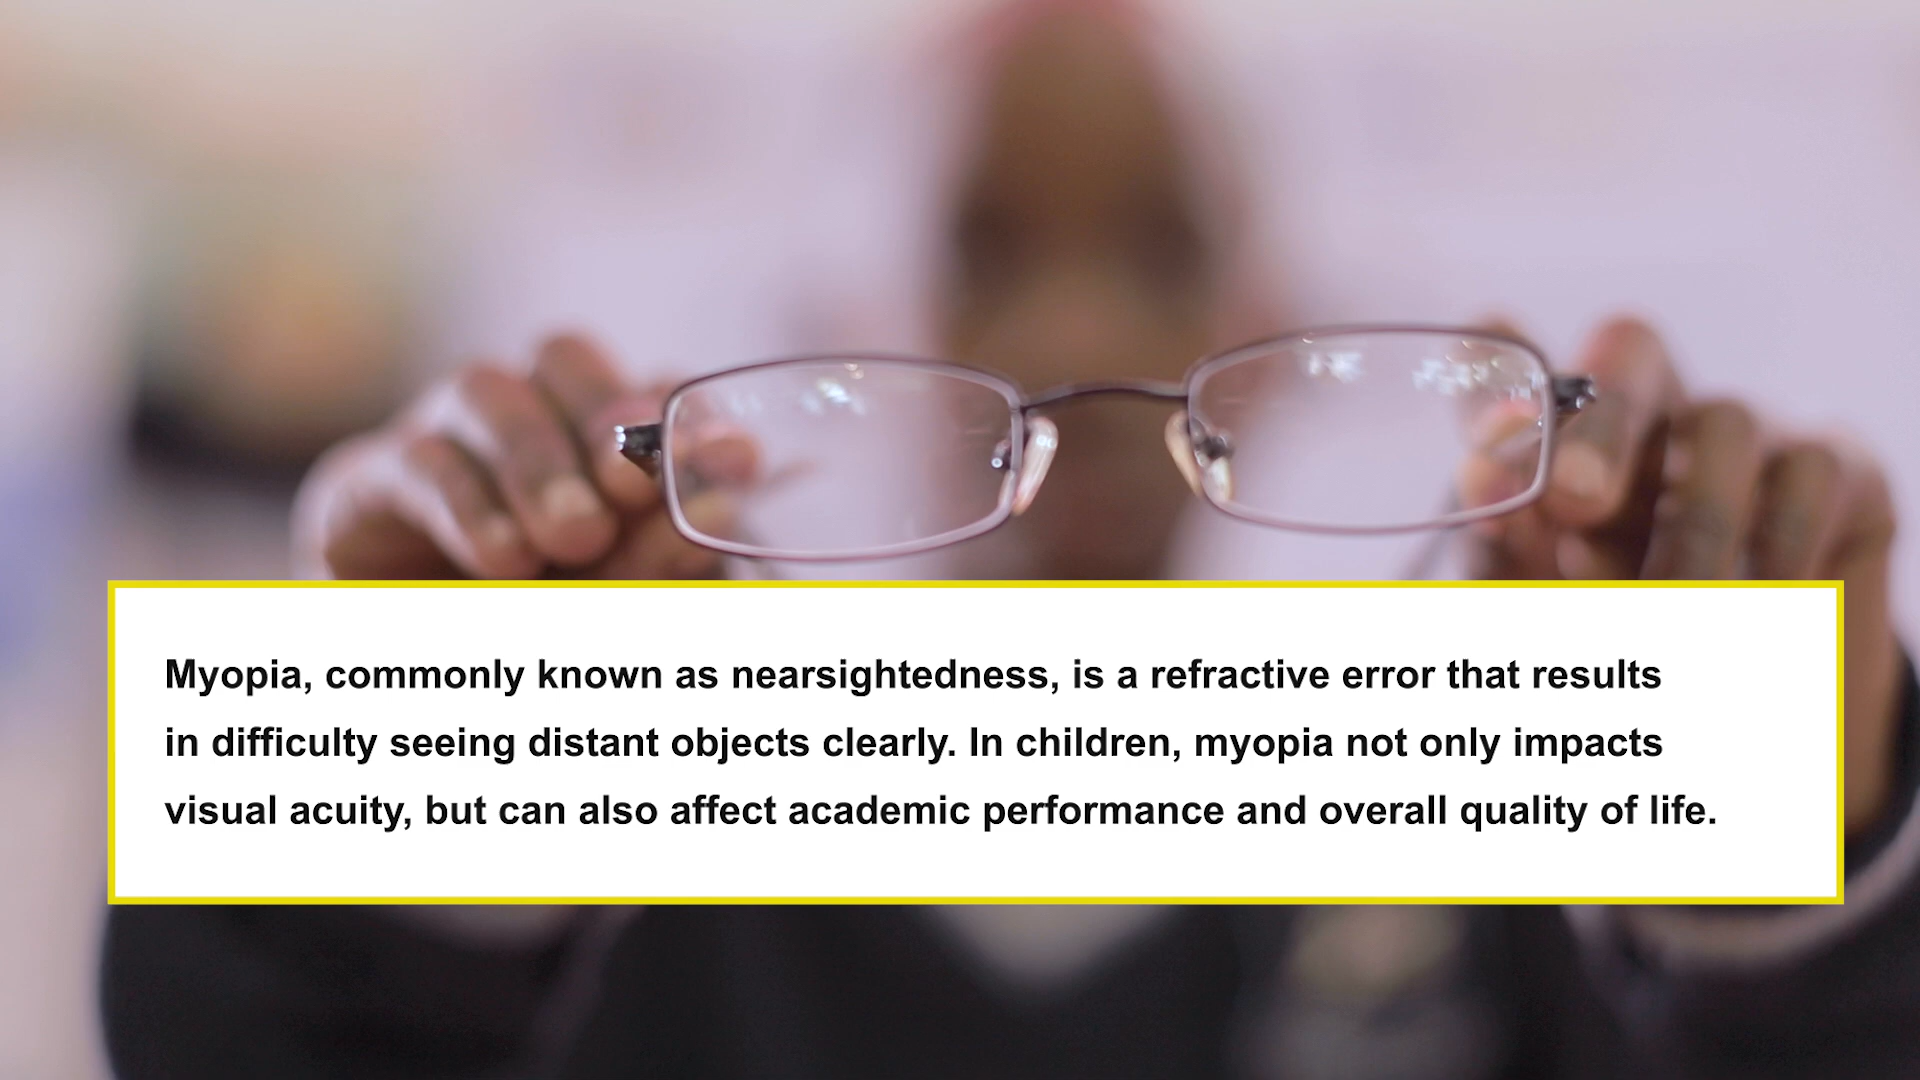 Myopia, commonly known as nearsightedness, is a refractive error that results
in difficulty seeing distant objects clearly. In children, myopia not only impacts
visual acuity, but can also affect academic performance and overall quality of life.